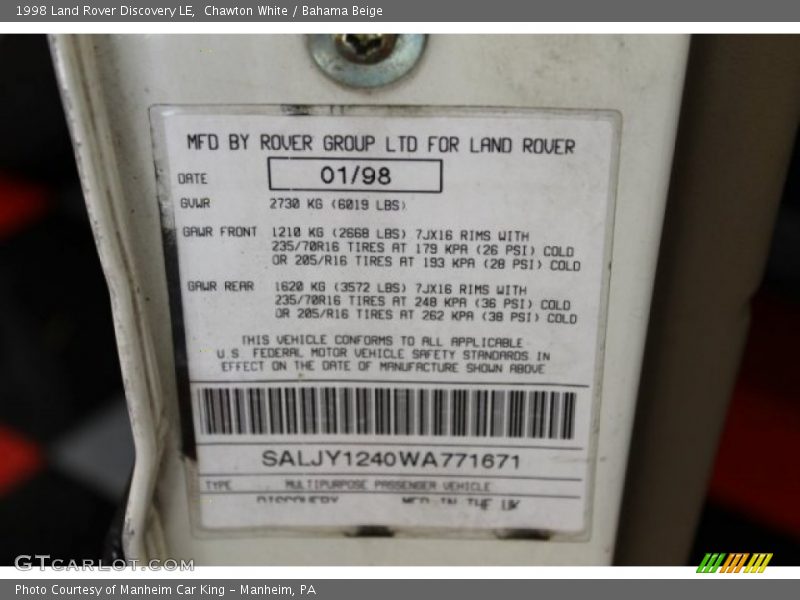 1998 Land Rover Discovery LE, Chawton White / Bahama Beige
MFD BY ROVER GROUP LTD FOR LAND ROVER
DATE 01/98
GVWR 2730 KG (6019 LBS)
GAWR FRONT 1210 KG (2668 LBS) 7JX16 RIMS WITH
235/70R16 TIRES AT 179 KPA (26 PSI) COLD
OR 205/R16 TIRES AT 193 KPA (28 PSI) COLD
GAWR REAR 1620 KG (3572 LBS) 7JX16 RIMS WITH
235/70R16 TIRES AT 248 KPA (36 PSI) COLD
OR 205/R16 TIRES AT 262 KPA (38 PSI) COLD
THIS VEHICLE CONFORMS TO ALL APPLICABLE
U.S. FEDERAL MOTOR VEHICLE SAFETY STANDARDS IN
EFFECT ON THE DATE OF MANUFACTURE SHOWN ABOVE
SALJY1240WA771671
TYPE MULTIPURPOSE PASSENGER VEHICLE
DISCOVERY MFD IN THE UK
GTCarLot.com
Photo Courtesy of Manheim Car King - Manheim, PA